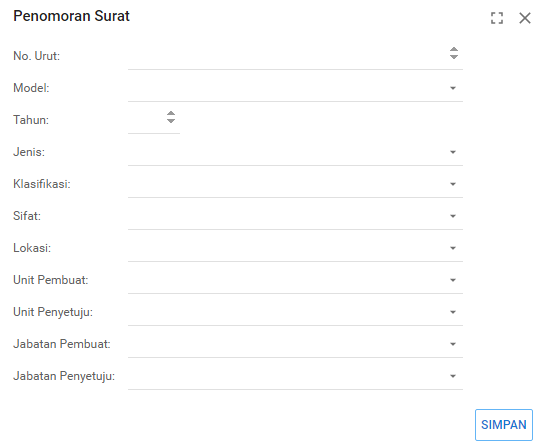 Penomoran Surat
No. Urut:
Model:
Tahun:
Jenis:
Klasifikasi:
Sifat:
Lokasi:
Unit Pembuat:
Unit Penyetuju:
Jabatan Pembuat:
Jabatan Penyetuju:
SIMPAN